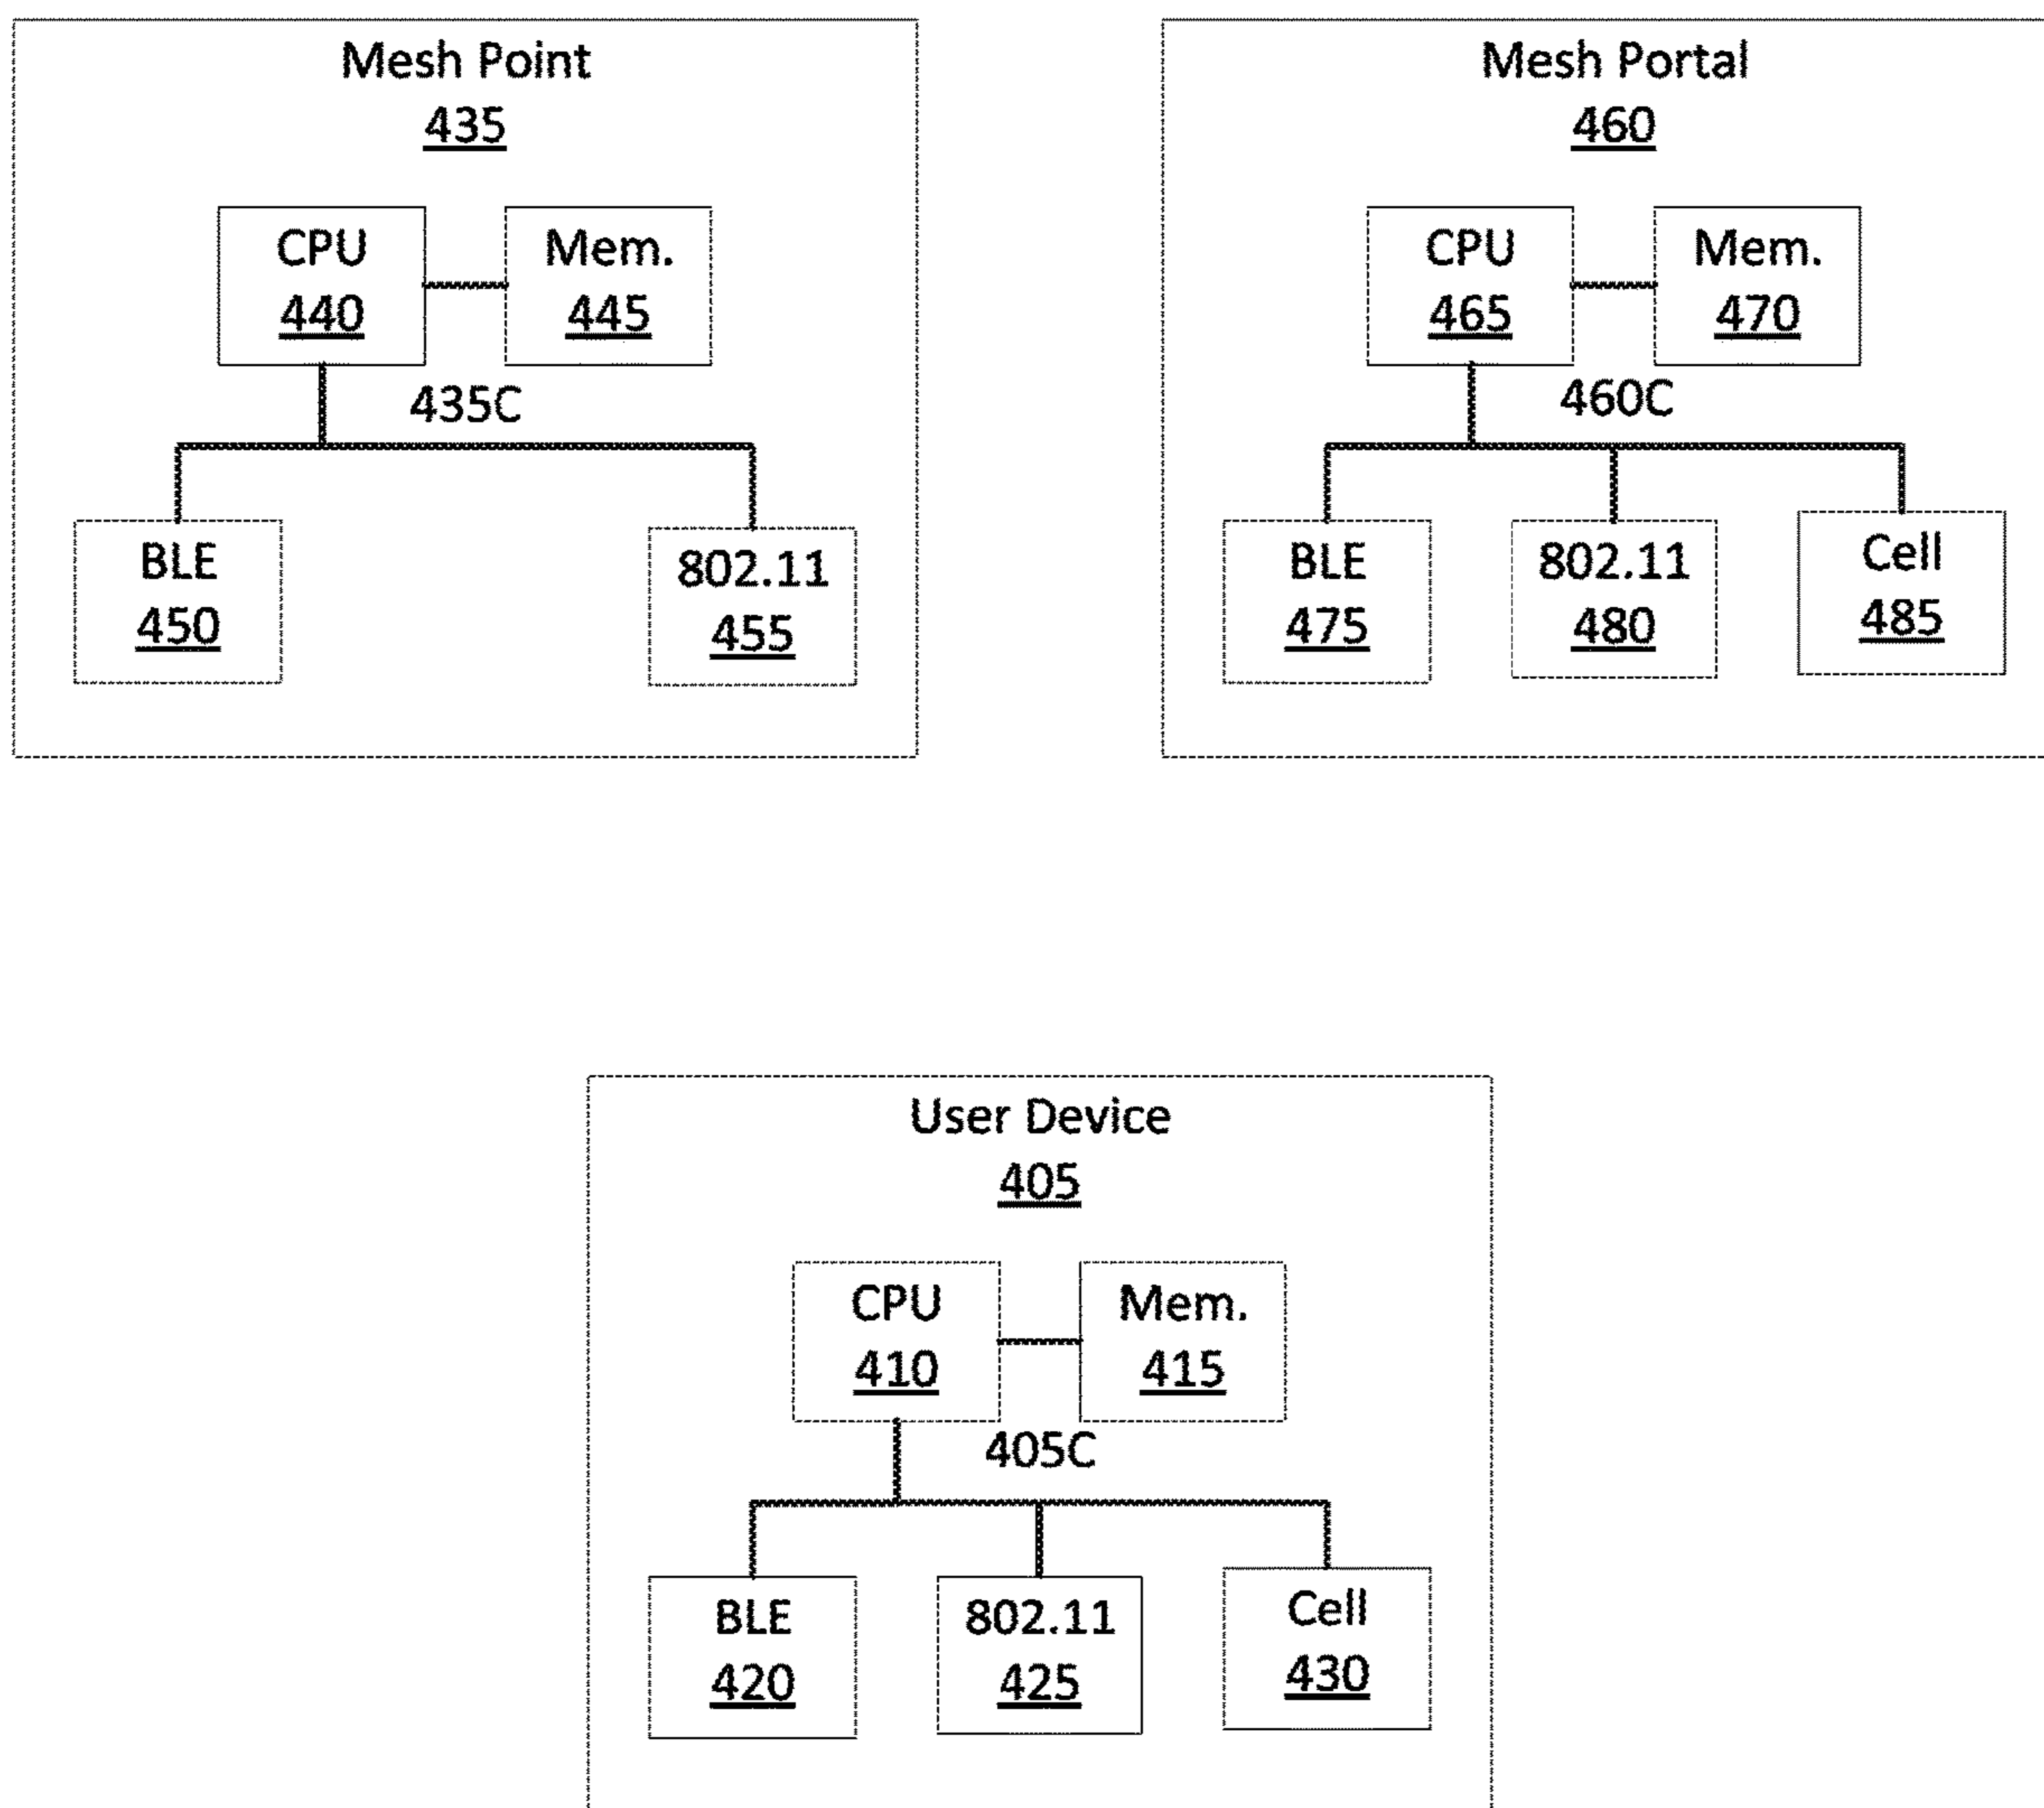 Mesh Point
435
CPU
440
Mem.
445
435C
BLE
450
802.11
455
Mesh Portal
460
CPU
465
Mem.
470
460C
BLE
475
802.11
480
Cell
485
User Device
405
CPU
410
Mem.
415
405C
BLE
420
802.11
425
Cell
430